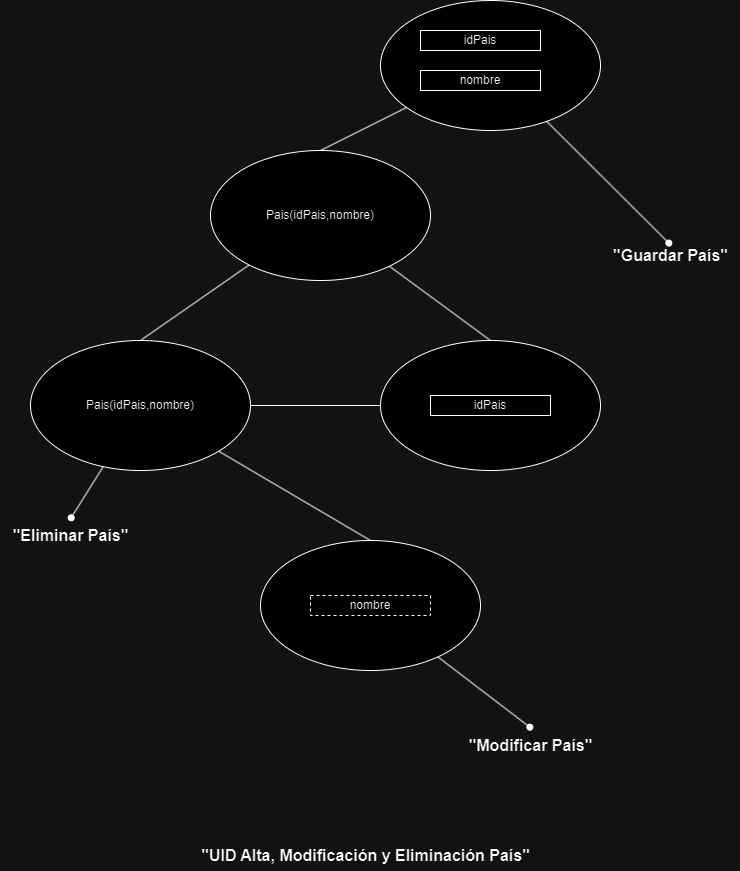 idPais
nombre
Pais(idPais,nombre)
"Guardar País"
Pais(idPais,nombre)
idPais
"Eliminar País"
nombre
"Modificar País"
"UID Alta, Modificación y Eliminación País"